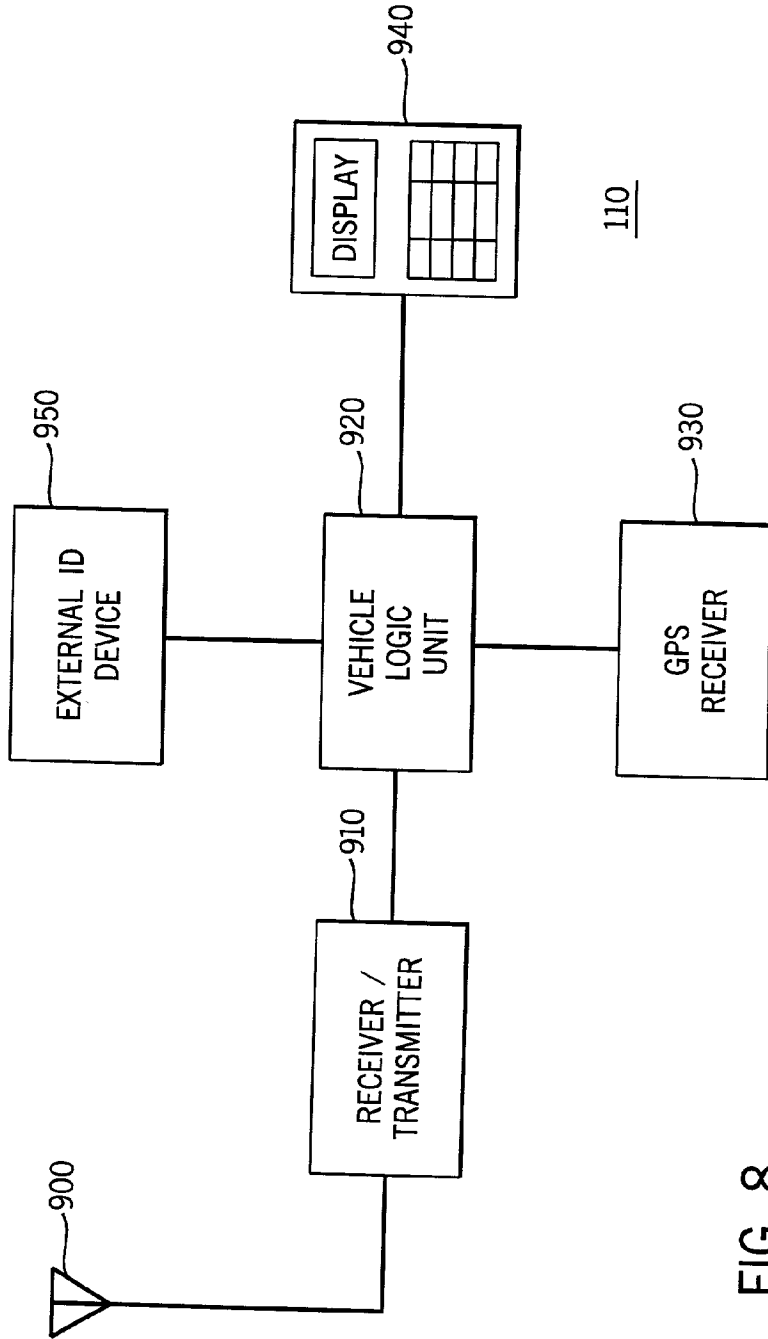 900
RECEIVER /
TRANSMITTER
910
EXTERNAL ID
DEVICE
950
VEHICLE
LOGIC
UNIT
920
GPS
RECEIVER
930
DISPLAY
940
110
FIG. 8